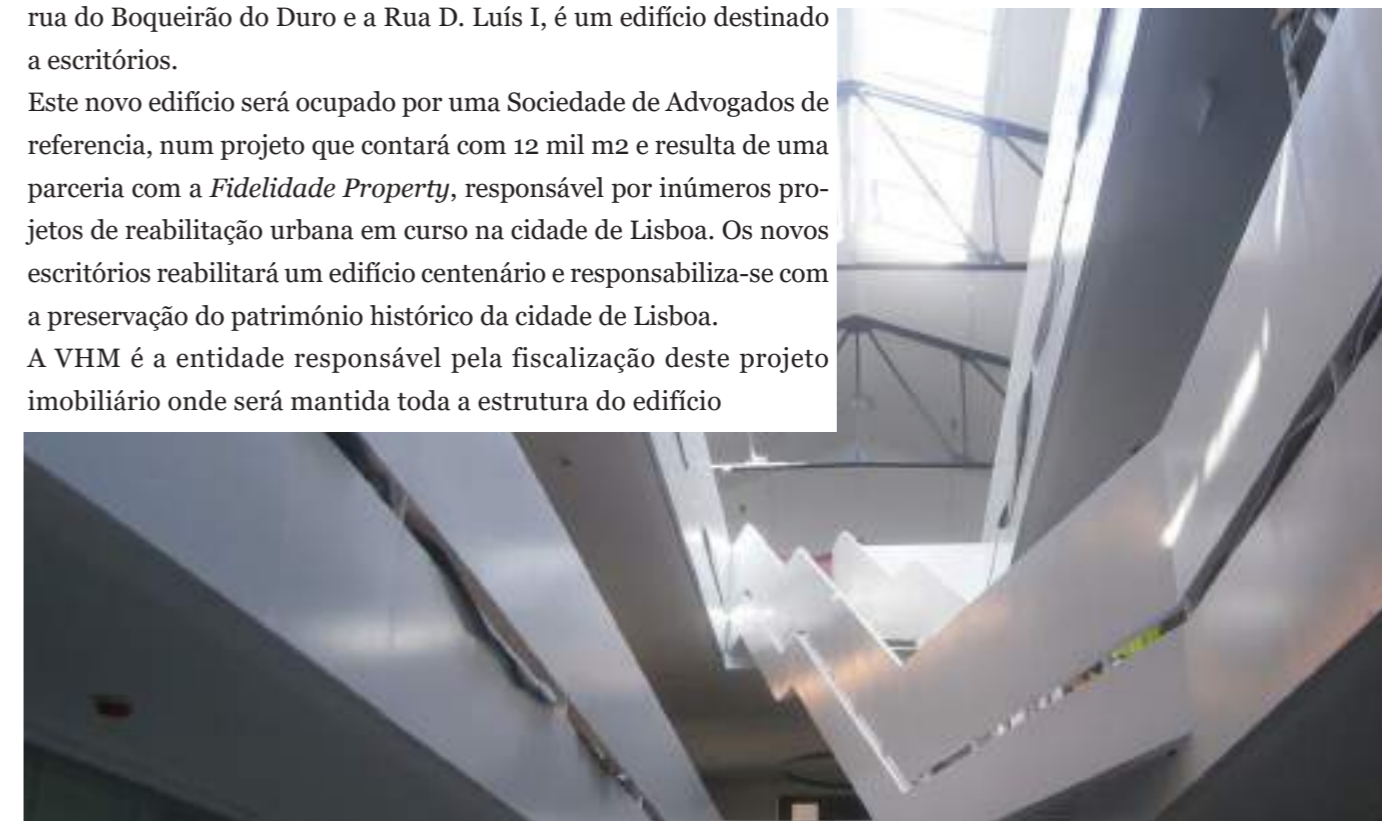 rua do Boqueirão do Duro e a Rua D. Luís I, é um edifício destinado
a escritórios.
Este novo edifício será ocupado por uma Sociedade de Advogados de
referencia, num projeto que contará com 12 mil m2 e resulta de uma
parceria com a Fidelidade Property, responsável por inúmeros pro-
jetos de reabilitação urbana em curso na cidade de Lisboa. Os novos
escritórios reabilitará um edifício centenário e responsabiliza-se com
a preservação do património histórico da cidade de Lisboa.
A VHM é a entidade responsável pela fiscalização deste projeto
imobiliário onde será mantida toda a estrutura do edifício